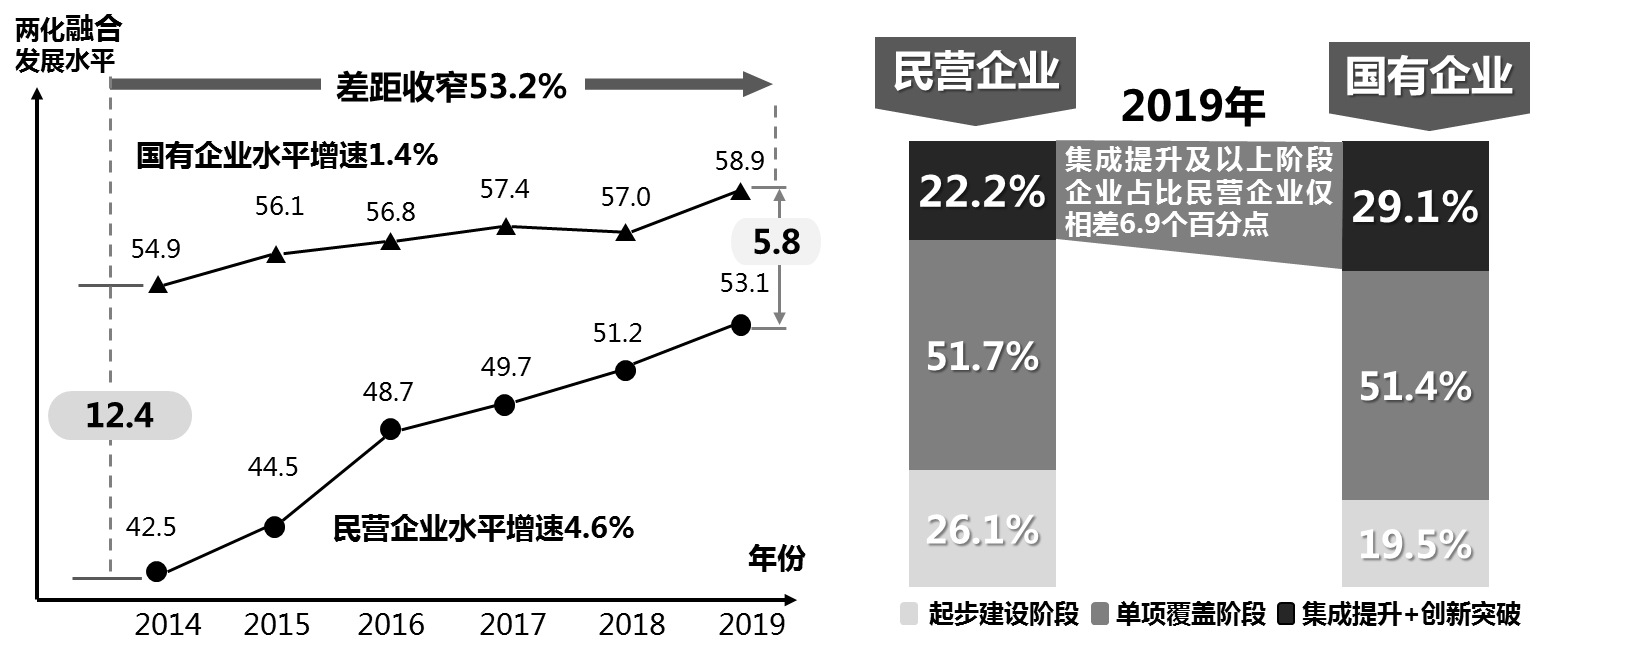 两化融合
发展水平
差距收窄53.2%
国有企业水平增速1.4%
54.9
56.1
56.8
57.4
57.0
58.9
5.8
12.4
42.5
44.5
48.7
49.7
51.2
53.1
民营企业水平增速4.6%
年份
2014
2015
2016
2017
2018
2019
民营企业
2019年
国有企业
集成提升及以上阶段
企业占比民营企业仅
相差6.9个百分点
22.2%
51.7%
26.1%
29.1%
51.4%
19.5%
起步建设阶段
单项覆盖阶段
集成提升+创新突破